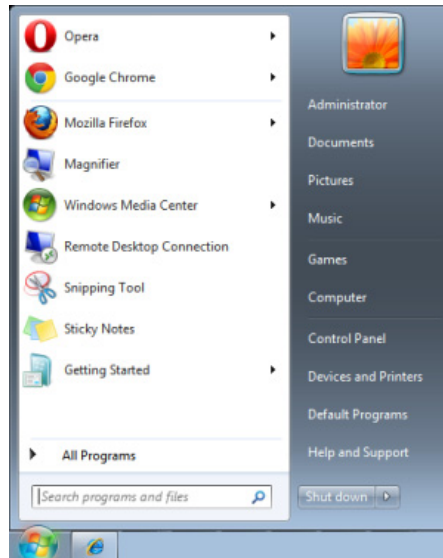 Opera
Google Chrome
Mozilla Firefox
Magnifier
Windows Media Center
Remote Desktop Connection
Snipping Tool
Sticky Notes
Getting Started
All Programs
Search programs and files
Administrator
Documents
Pictures
Music
Games
Computer
Control Panel
Devices and Printers
Default Programs
Help and Support
Shut down